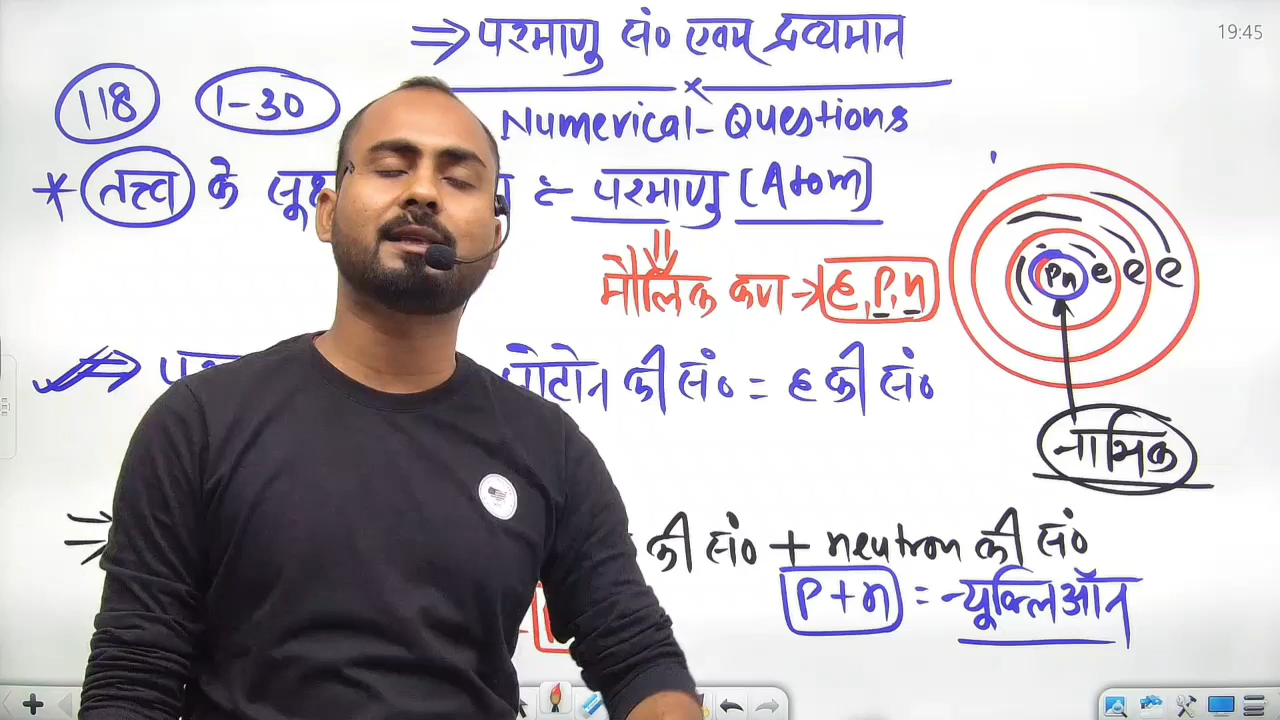 19:45
⇒ परमाणु सं० एवम् द्रव्यमान
118 1-30
Numerical-Questions
* तत्त्व के सूक्ष्
:- परमाणु (Atom)
मौलिक कण → e, P, n
Pn e e e
प्रोटोन की सं० = e की सं०
नाभिक
की सं० + neutron की सं०
P+n = न्यूक्लिऑन